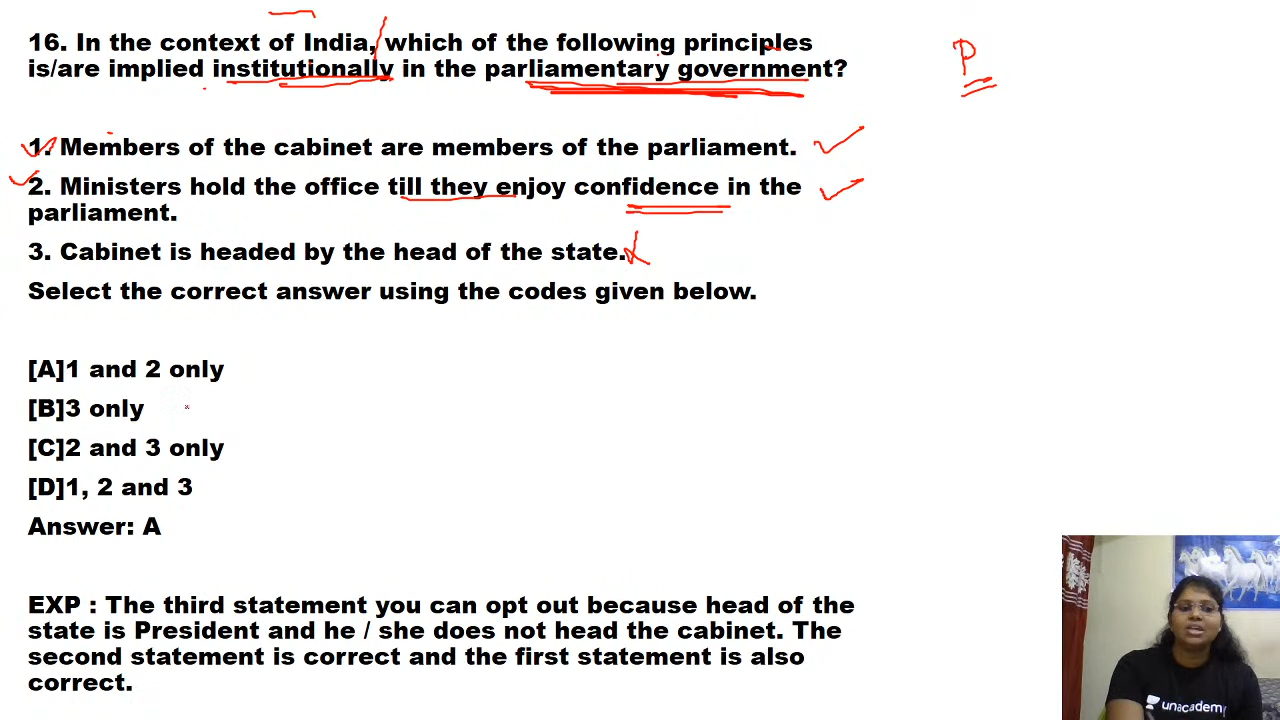 16. In the context of India, which of the following principles
is/are implied institutionally in the parliamentary government?
P
1. Members of the cabinet are members of the parliament.
2. Ministers hold the office till they enjoy confidence in the
parliament.
3. Cabinet is headed by the head of the state.
Select the correct answer using the codes given below.
[A]1 and 2 only
[B]3 only
[C]2 and 3 only
[D]1, 2 and 3
Answer: A
EXP : The third statement you can opt out because head of the
state is President and he / she does not head the cabinet. The
second statement is correct and the first statement is also
correct.
unacademy